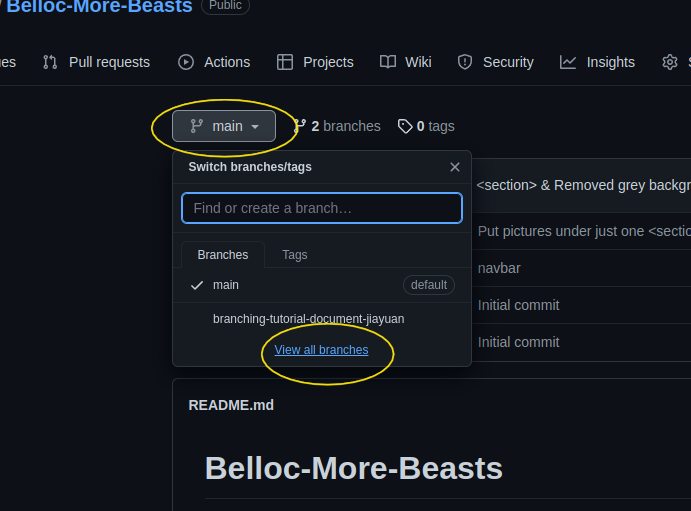 / Belloc-More-Beasts Public
es Pull requests Actions Projects Wiki Security Insights S
main 2 branches 0 tags
Switch branches/tags
<section> & Removed grey backgr
Find or create a branch…
Put pictures under just one <sectio
Branches Tags
navbar
main default
Initial commit
branching-tutorial-document-jiayuan
Initial commit
View all branches
README.md
Belloc-More-Beasts